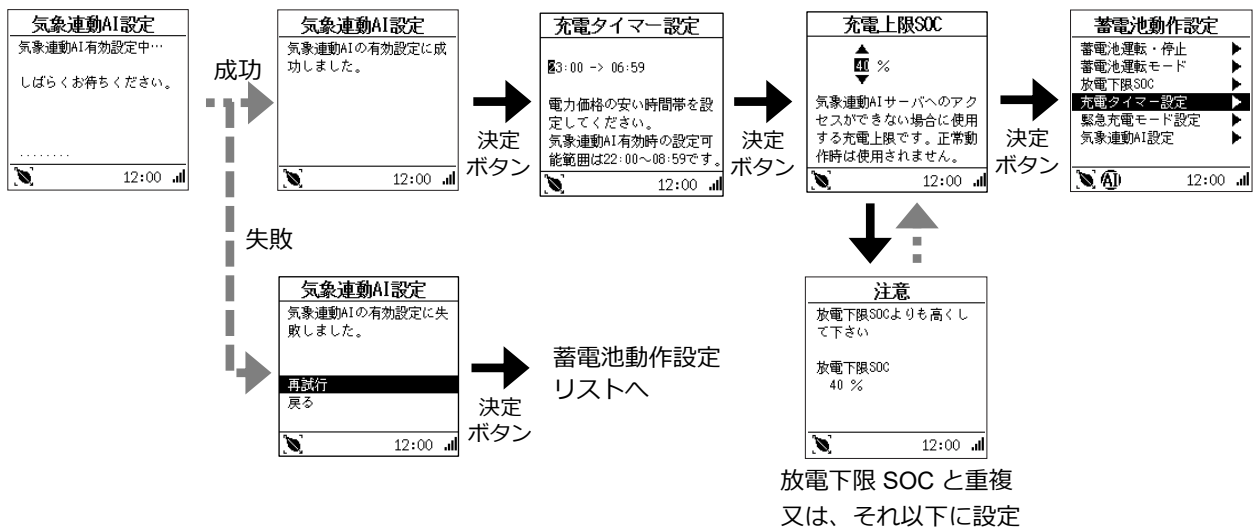 気象連動AI設定
気象連動AI有効設定中…
しばらくお待ちください。
........
12:00
成功
失敗
気象連動AI設定
気象連動AIの有効設定に成
功しました。
12:00
決定
ボタン
充電タイマー設定
23:00 -> 06:59
電力価格の安い時間帯を設
定してください。
気象連動AI有効時の設定可
能範囲は22:00～08:59です。
12:00
決定
ボタン
充電上限SOC
40 %
気象連動AIサーバへのアク
セスができない場合に使用
する充電上限です。正常動
作時は使用されません。
12:00
決定
ボタン
蓄電池動作設定
蓄電池運転・停止
蓄電池運転モード
放電下限SOC
充電タイマー設定
緊急充電モード設定
気象連動AI設定
AI 12:00
気象連動AI設定
気象連動AIの有効設定に失
敗しました。
再試行
戻る
12:00
決定
ボタン
蓄電池動作設定
リストへ
注意
放電下限SOCよりも高くし
て下さい
放電下限SOC
40 %
12:00
放電下限 SOC と重複
又は、それ以下に設定